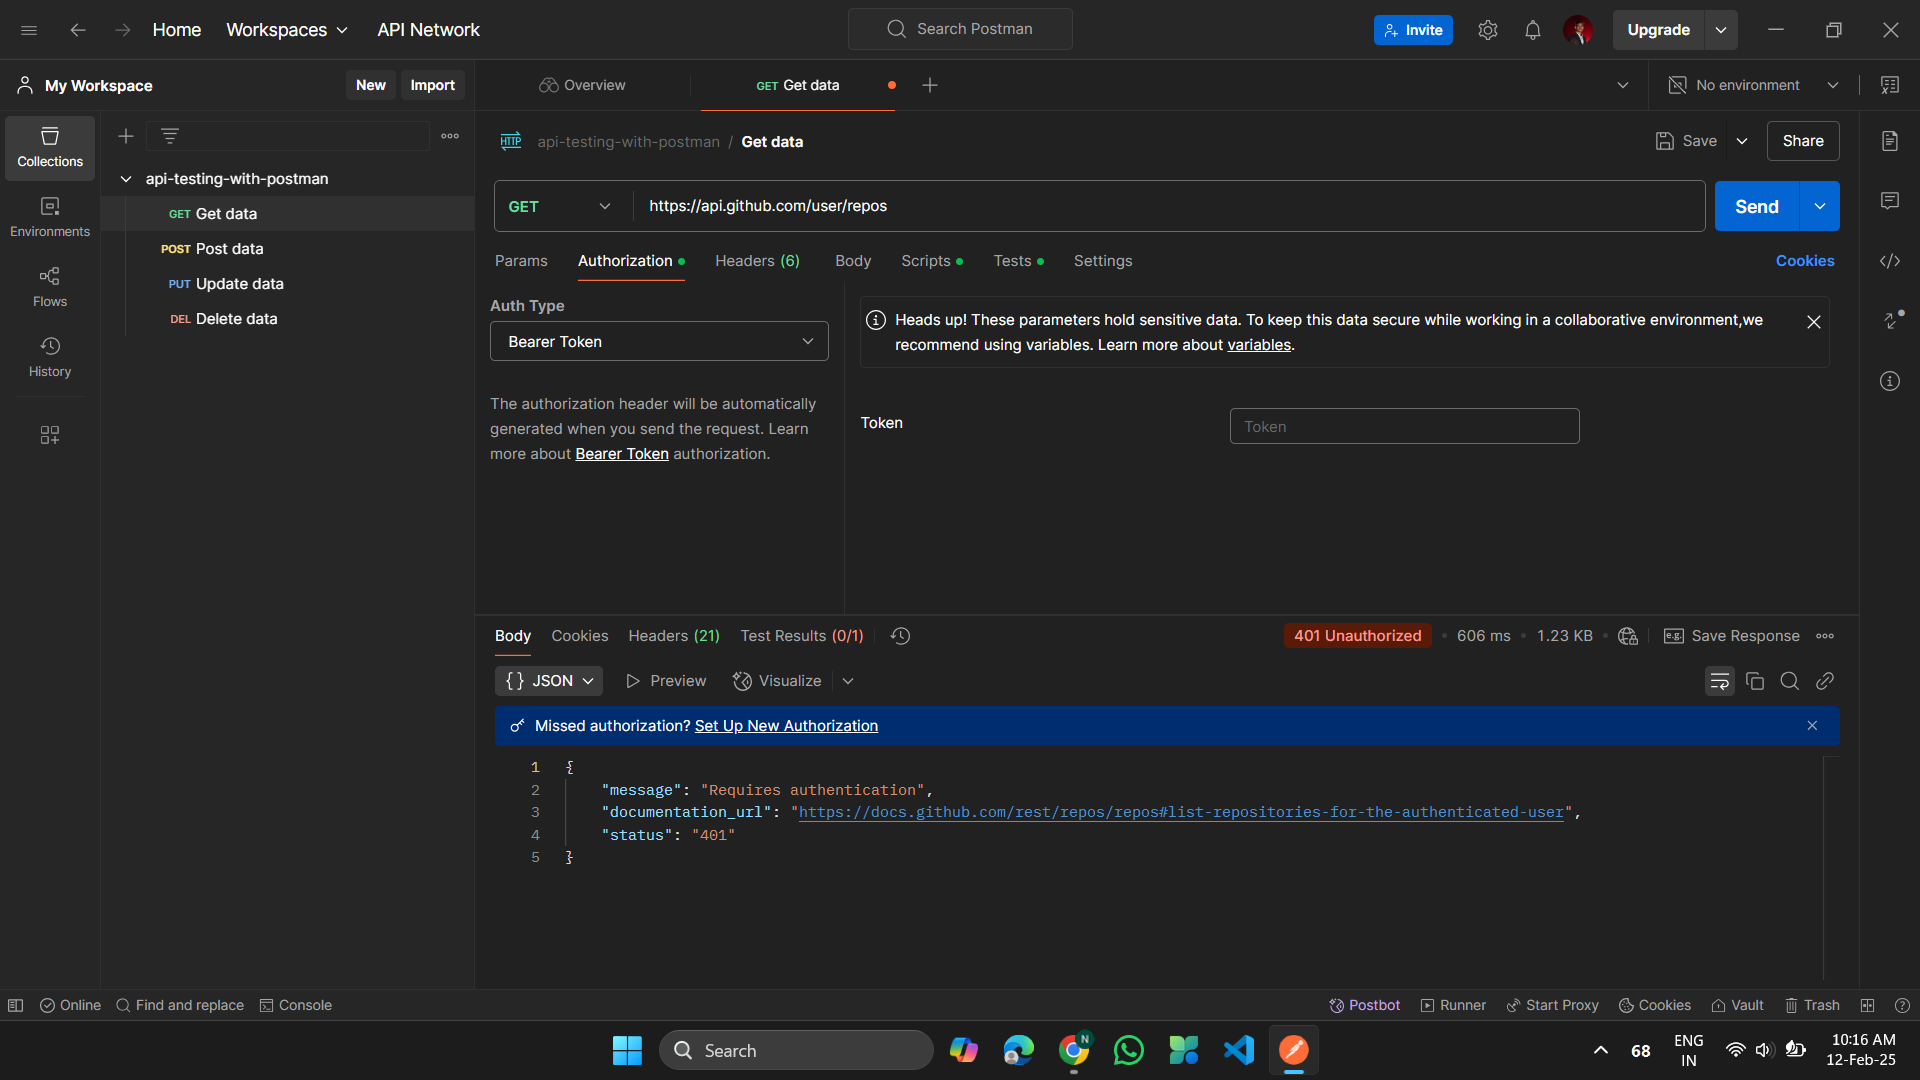 Home
Workspaces
API Network
Search Postman
Invite
Upgrade
My Workspace
New
Import
Overview
GET Get data
No environment
Collections
Environments
Flows
History
api-testing-with-postman
GET Get data
POST Post data
PUT Update data
DEL Delete data
HTTP
api-testing-with-postman / Get data
Save
Share
GET
https://api.github.com/user/repos
Send
Params
Authorization
Headers (6)
Body
Scripts
Tests
Settings
Cookies
Auth Type
Bearer Token
The authorization header will be automatically
generated when you send the request. Learn
more about Bearer Token authorization.
Heads up! These parameters hold sensitive data. To keep this data secure while working in a collaborative environment,we
recommend using variables. Learn more about variables.
Token
Token
Body
Cookies
Headers (21)
Test Results (0/1)
401 Unauthorized
606 ms
1.23 KB
e.g. Save Response
{} JSON
Preview
Visualize
Missed authorization? Set Up New Authorization
1 {
2 "message": "Requires authentication",
3 "documentation_url": "https://docs.github.com/rest/repos/repos#list-repositories-for-the-authenticated-user",
4 "status": "401"
5 }
Online
Find and replace
Console
Postbot
Runner
Start Proxy
Cookies
Vault
Trash
Search
N
68
ENG
IN
10:16 AM
12-Feb-25